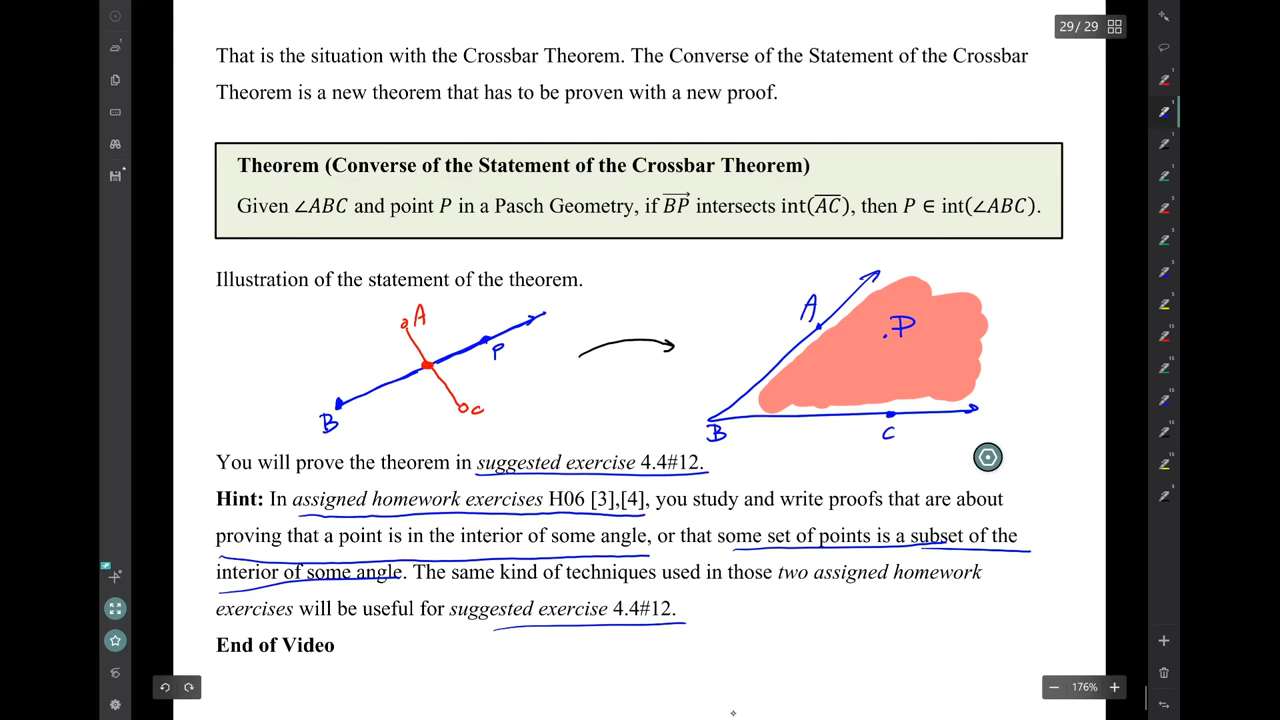 29 / 29
That is the situation with the Crossbar Theorem. The Converse of the Statement of the Crossbar
Theorem is a new theorem that has to be proven with a new proof.
Theorem (Converse of the Statement of the Crossbar Theorem)
Given ∠ABC and point P in a Pasch Geometry, if \overrightarrow{BP} intersects int(\overline{AC}), then P ∈ int(∠ABC).
Illustration of the statement of the theorem.
A
P
B
C
A
P
B
C
You will prove the theorem in suggested exercise 4.4#12.
Hint: In assigned homework exercises H06 [3],[4], you study and write proofs that are about
proving that a point is in the interior of some angle, or that some set of points is a subset of the
interior of some angle. The same kind of techniques used in those two assigned homework
exercises will be useful for suggested exercise 4.4#12.
End of Video
176%